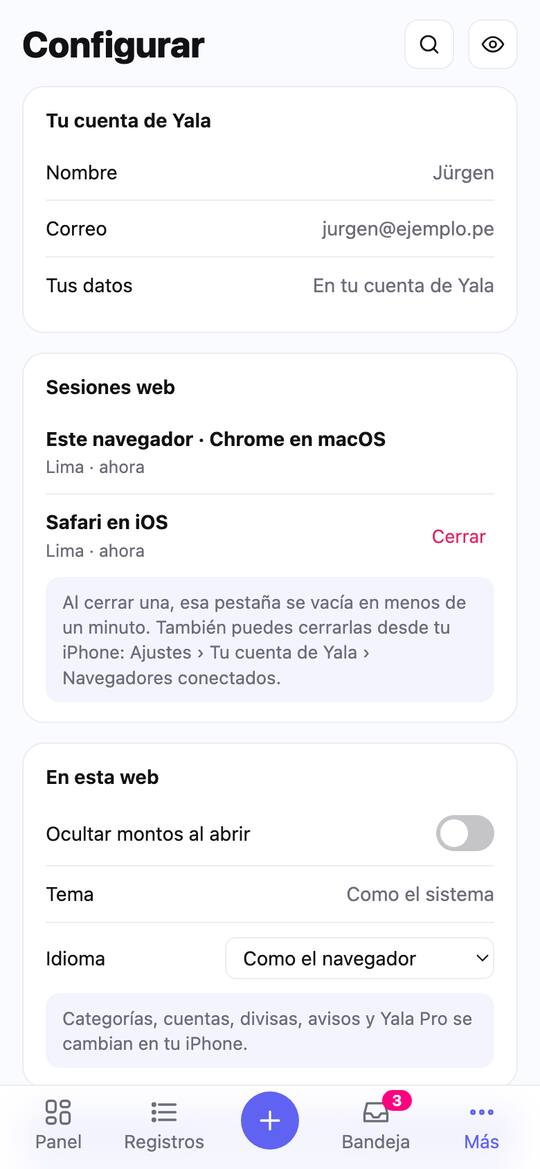 Configurar
Tu cuenta de Yala
Nombre
Jürgen
Correo
jurgen@ejemplo.pe
Tus datos
En tu cuenta de Yala
Sesiones web
Este navegador · Chrome en macOS
Lima · ahora
Safari en iOS
Lima · ahora
Cerrar
Al cerrar una, esa pestaña se vacía en menos de
un minuto. También puedes cerrarlas desde tu
iPhone: Ajustes › Tu cuenta de Yala ›
Navegadores conectados.
En esta web
Ocultar montos al abrir
Tema
Como el sistema
Idioma
Como el navegador
Categorías, cuentas, divisas, avisos y Yala Pro se
cambian en tu iPhone.
Panel
Registros
3
Bandeja
Más